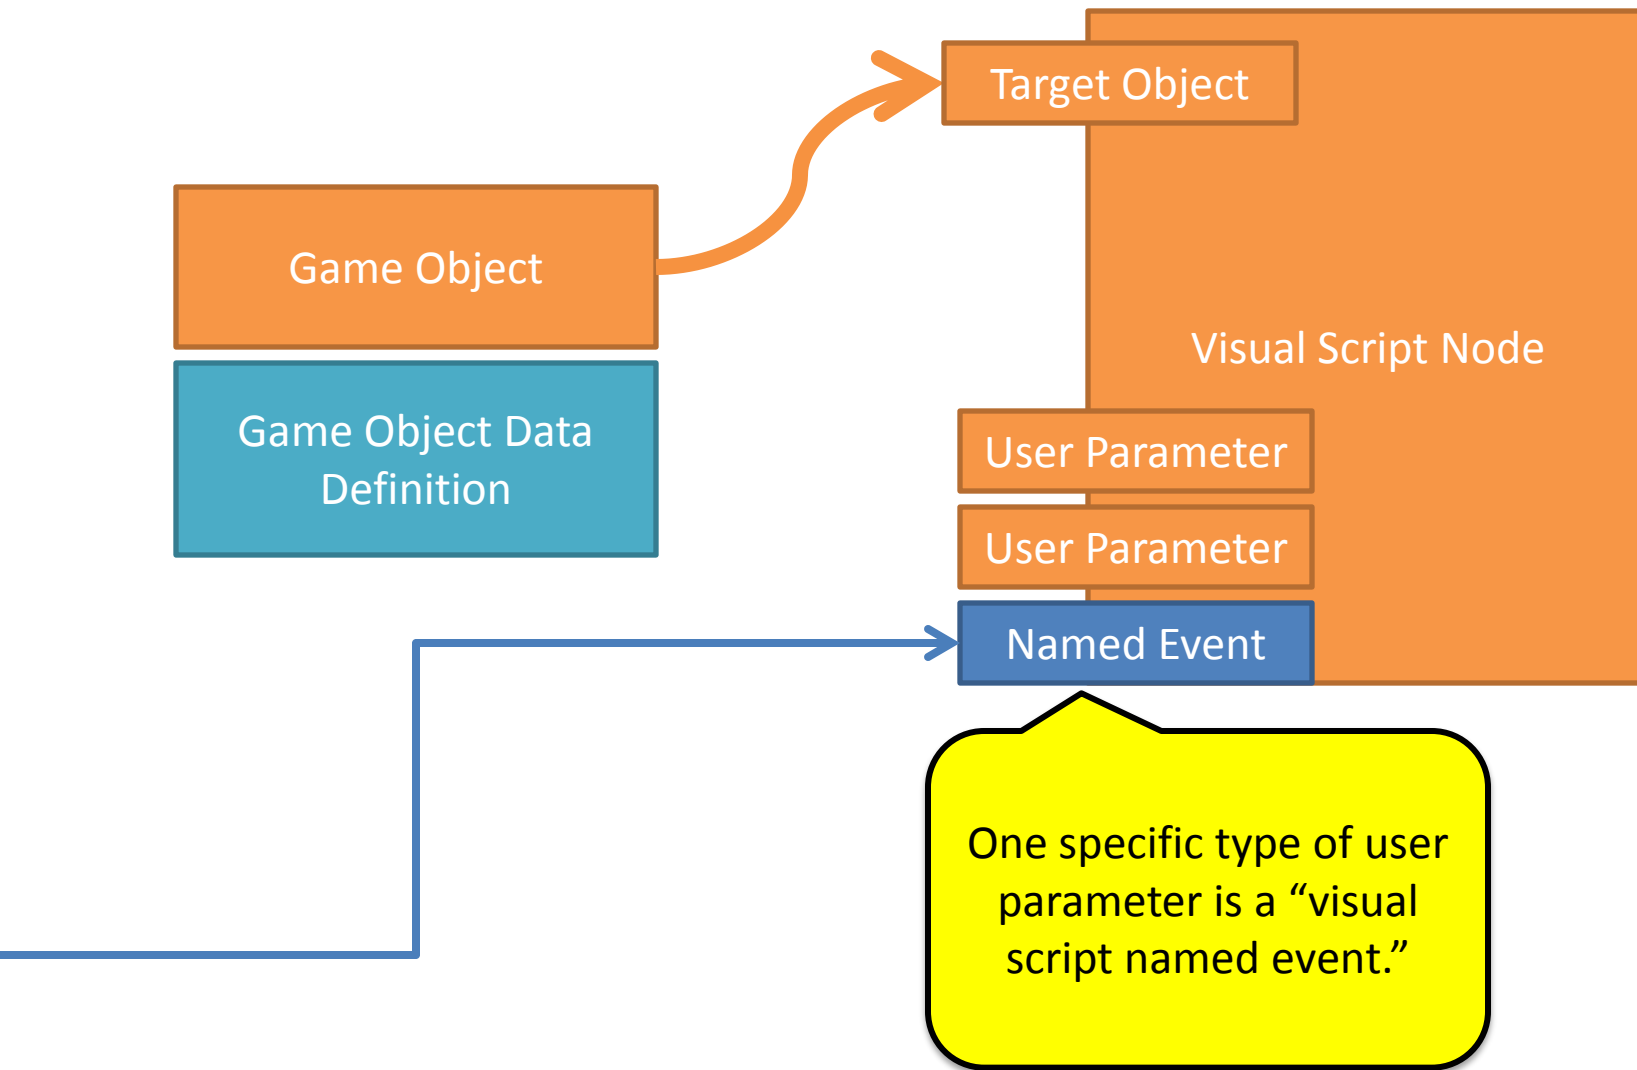 Target Object
Game Object
Visual Script Node
Game Object Data
Definition
User Parameter
User Parameter
Named Event
One specific type of user
parameter is a “visual
script named event.”